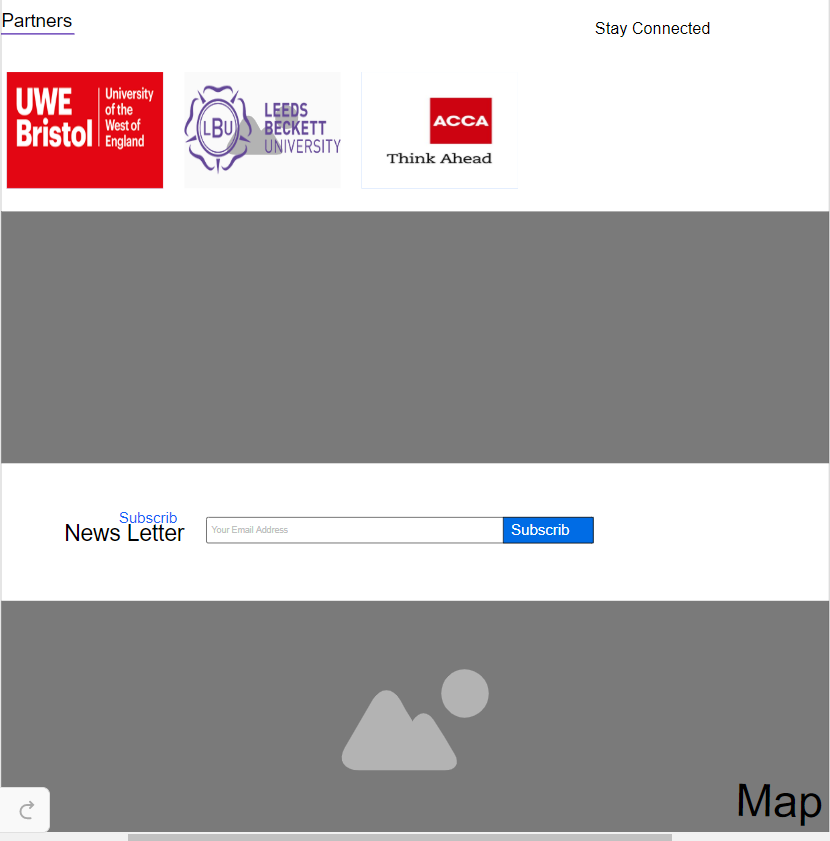 Partners
Stay Connected
UWE Bristol
University of the West of England
LBU
LEEDS BECKETT UNIVERSITY
ACCA
Think Ahead
Subscrib
News Letter
Your Email Address
Subscrib
Map